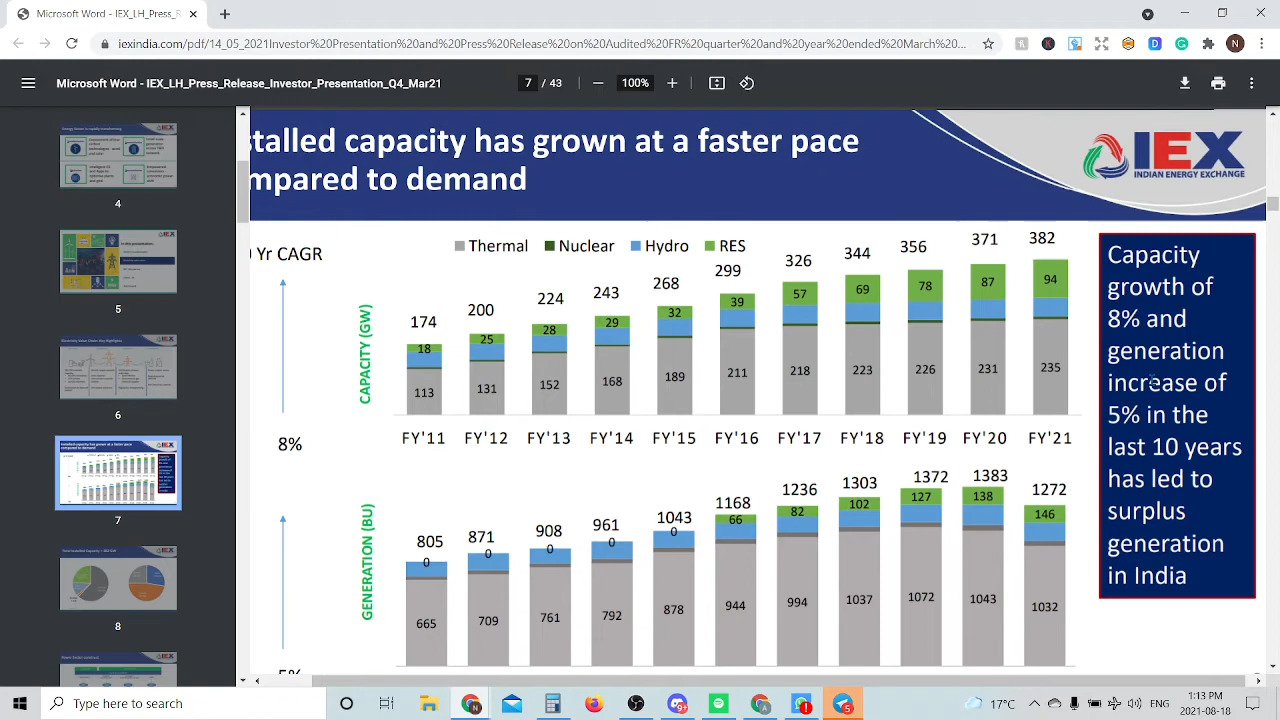 IEX_LH_Press_R
iexindia.com/pdf/14_05_2021Investor%20Presentation%20and%20Press%20Release%20on%20Audited%20FR%20quarter%20and%20year%20ended%20March%20...
N
Microsoft Word - IEX_LH_Press_Release_Investor_Presentation_Q4_Mar21
7 / 43
100%
4
5
6
7
8
talled capacity has grown at a faster pace
mpared to demand
IEX
INDIAN ENERGY EXCHANGE
Yr CAGR
Thermal Nuclear Hydro RES
CAPACITY (GW)
174 200 224 243 268 299 326 344 356 371 382
18 25 28 29 32 39 57 69 78 87 94
113 131 152 168 189 211 218 223 226 231 235
FY'11 FY'12 FY'13 FY'14 FY'15 FY'16 FY'17 FY'18 FY'19 FY'20 FY'21
8%
GENERATION (BU)
805 871 908 961 1043 1168 1236 1303 1372 1383 1272
0 0 0 0 66 82 102 127 138 146
665 709 761 792 878 944 994 1037 1072 1043 1032
Capacity
growth of
8% and
generation
increase of
5% in the
last 10 years
has led to
surplus
generation
in India
Type here to search
17°C
ENG
1:13 PM
2021-08-18